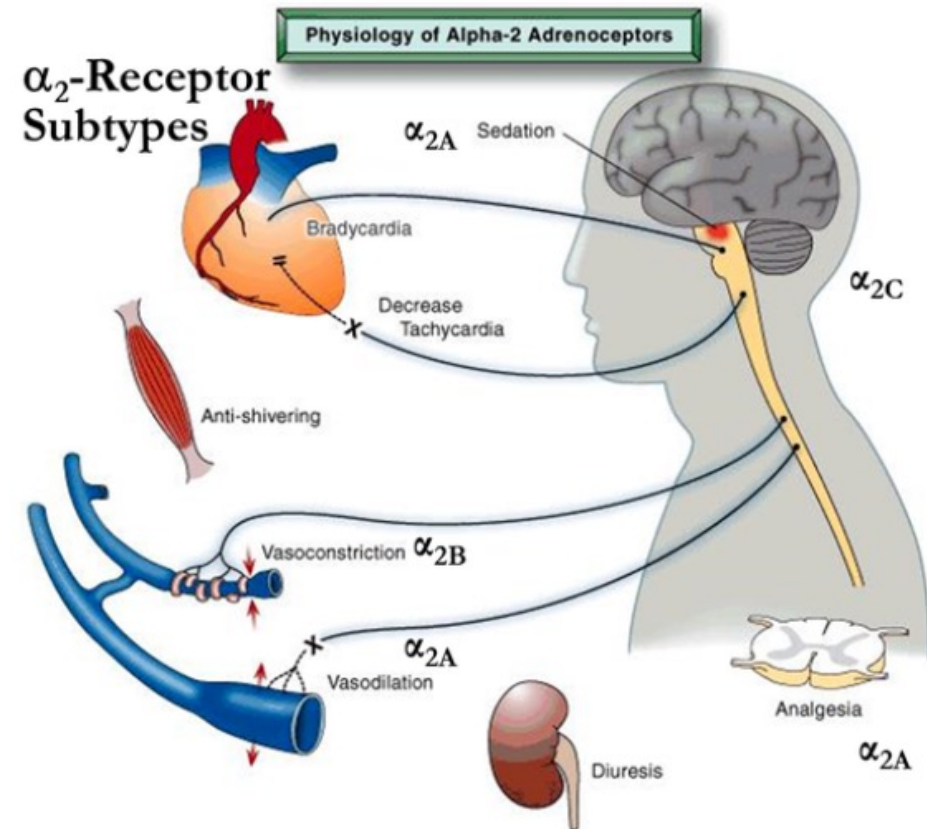 Physiology of Alpha-2 Adrenoceptors
α2-Receptor
Subtypes
α2A
Sedation
Bradycardia
α2C
Decrease
Tachycardia
Anti-shivering
Vasoconstriction α2B
α2A
Vasodilation
Analgesia
α2A
Diuresis